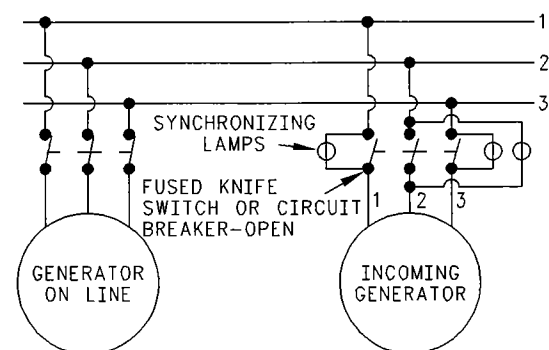 1
2
3
SYNCHRONIZING
LAMPS
FUSED KNIFE
SWITCH OR CIRCUIT
BREAKER-OPEN
1 2 3
GENERATOR
ON LINE
INCOMING
GENERATOR